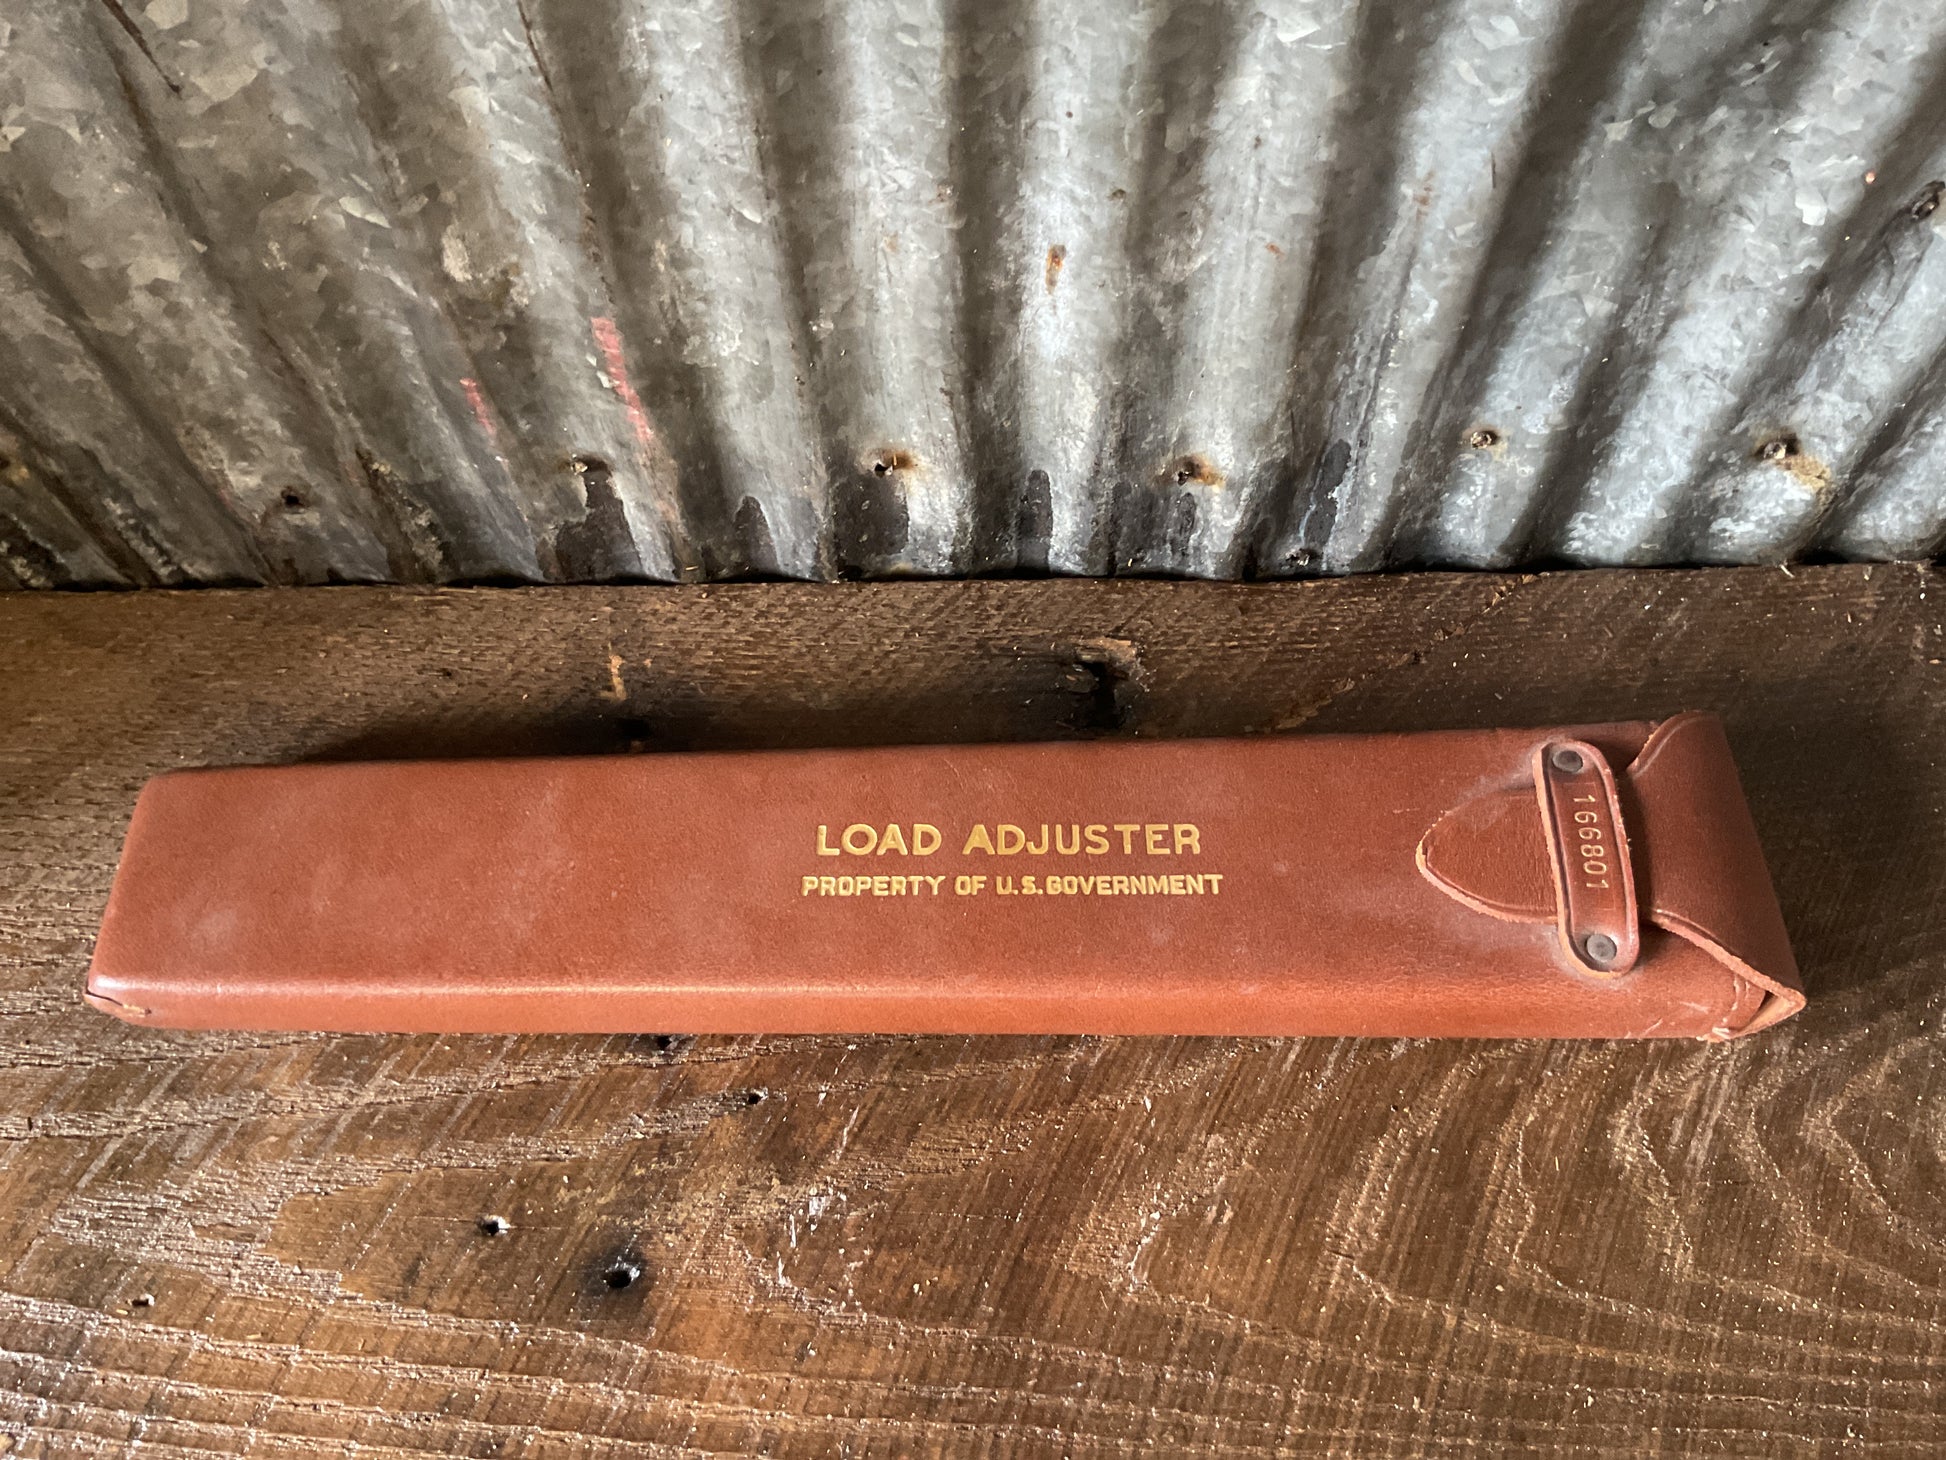 LOAD ADJUSTER
PROPERTY OF U.S.GOVERNMENT
166801